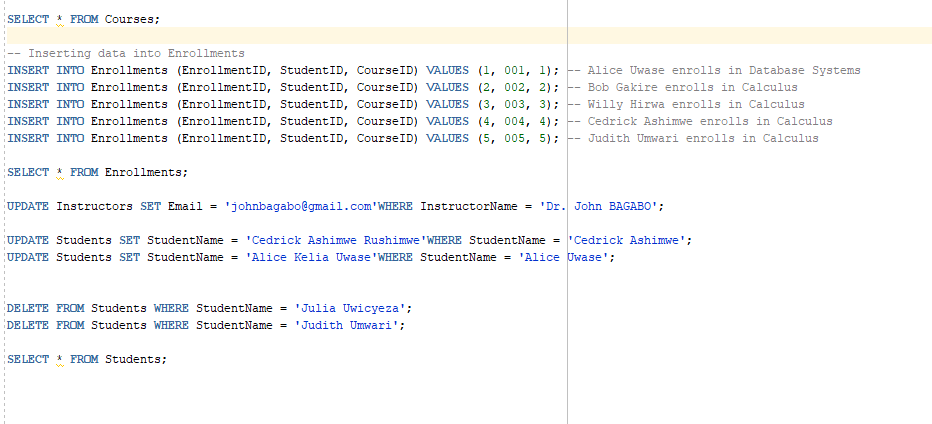 SELECT * FROM Courses;
-- Inserting data into Enrollments
INSERT INTO Enrollments (EnrollmentID, StudentID, CourseID) VALUES (1, 001, 1); -- Alice Uwase enrolls in Database Systems
INSERT INTO Enrollments (EnrollmentID, StudentID, CourseID) VALUES (2, 002, 2); -- Bob Gakire enrolls in Calculus
INSERT INTO Enrollments (EnrollmentID, StudentID, CourseID) VALUES (3, 003, 3); -- Willy Hirwa enrolls in Calculus
INSERT INTO Enrollments (EnrollmentID, StudentID, CourseID) VALUES (4, 004, 4); -- Cedrick Ashimwe enrolls in Calculus
INSERT INTO Enrollments (EnrollmentID, StudentID, CourseID) VALUES (5, 005, 5); -- Judith Umwari enrolls in Calculus
SELECT * FROM Enrollments;
UPDATE Instructors SET Email = 'johnbagabo@gmail.com'WHERE InstructorName = 'Dr. John BAGABO';
UPDATE Students SET StudentName = 'Cedrick Ashimwe Rushimwe'WHERE StudentName = 'Cedrick Ashimwe';
UPDATE Students SET StudentName = 'Alice Kelia Uwase'WHERE StudentName = 'Alice Uwase';
DELETE FROM Students WHERE StudentName = 'Julia Uwicyeza';
DELETE FROM Students WHERE StudentName = 'Judith Umwari';
SELECT * FROM Students;